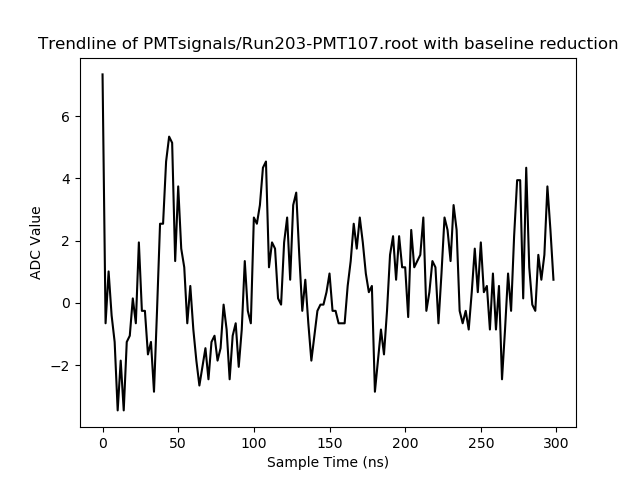 Trendline of PMTsignals/Run203-PMT107.root with baseline reduction
6
4
2
0
−2
ADC Value
0 50 100 150 200 250 300
Sample Time (ns)